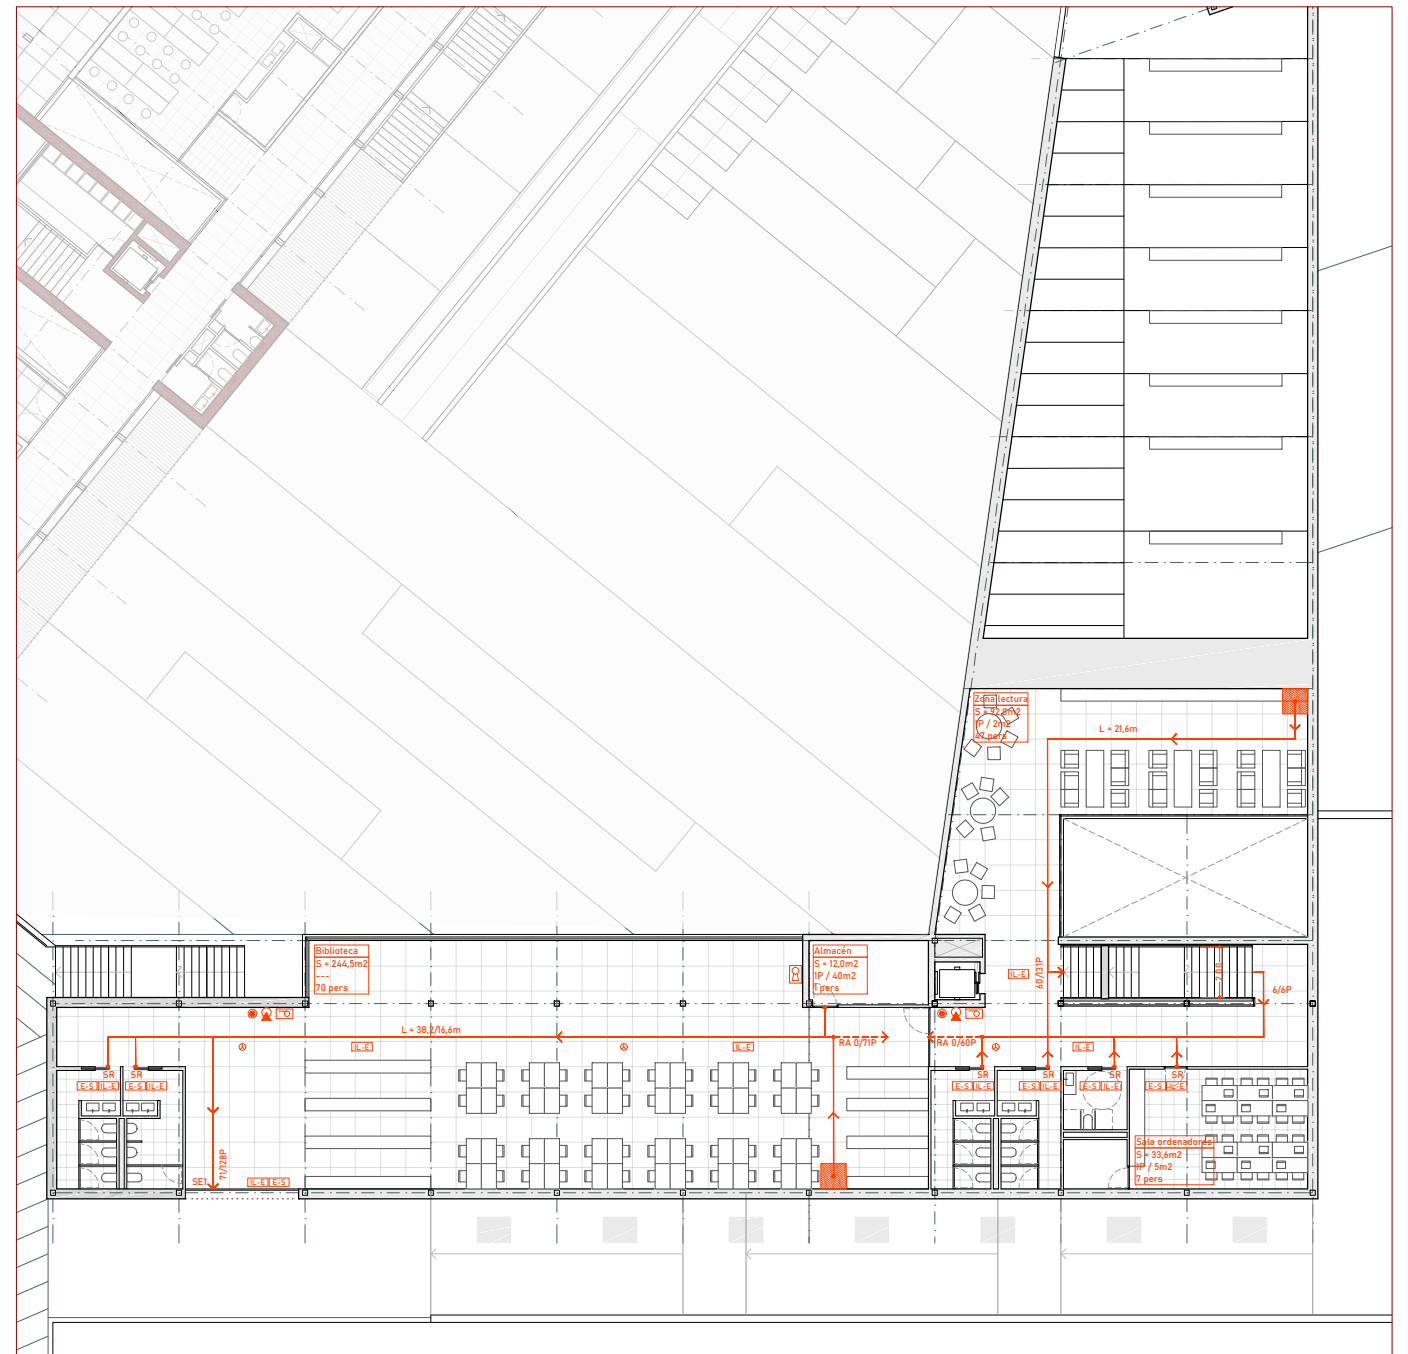 Zona lectura
S = 92,8m2
1P / 2m2
47 pers
L = 21,6m
Biblioteca
S = 244,5m2
---
70 pers
Almacén
S = 12,0m2
1P / 40m2
1 pers
IL-E
60/131P
2,00
6/6P
L = 38,2/16,6m
RA 0/71P
RA 0/60P
IL-E
IL-E
IL-E
SR
SR
SR
SR
SR
SR
E-S
IL-E
E-S
IL-E
E-S
IL-E
E-S
IL-E
E-S
IL-E
E-S
IL-E
Sala ordenadores
S = 33,6m2
1P / 5m2
7 pers
71/128P
SE1
IL-E
E-S